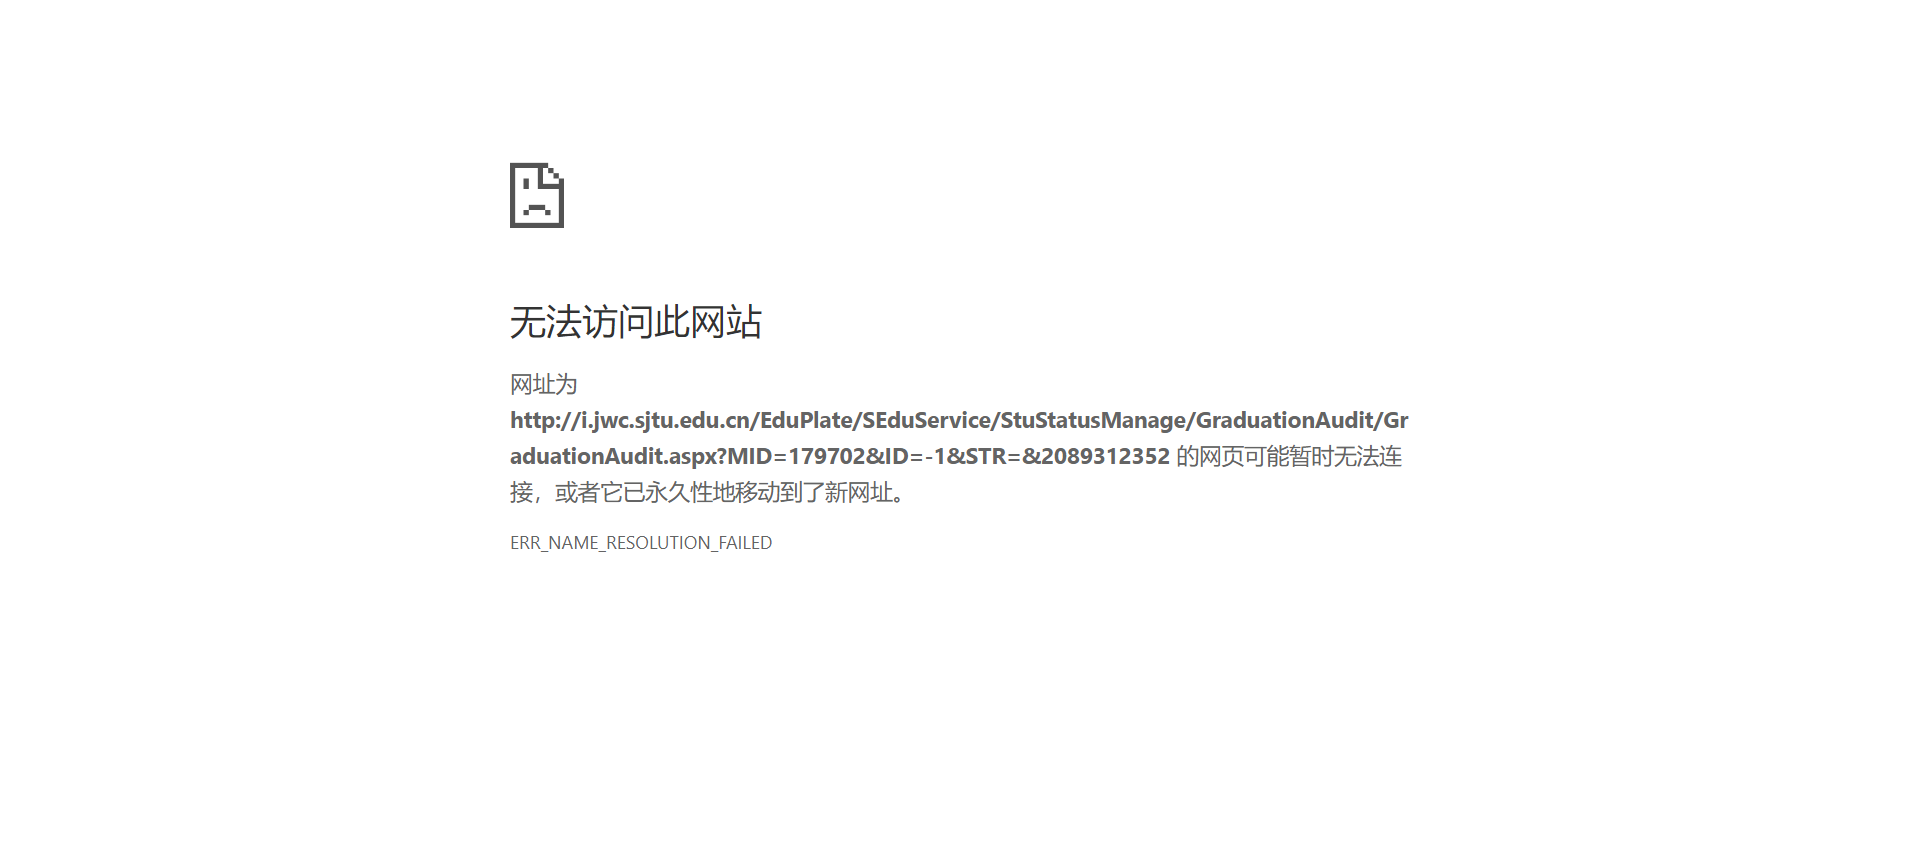 无法访问此网站
网址为
http://i.jwc.sjtu.edu.cn/EduPlate/SEduService/StuStatusManage/GraduationAudit/Gr
aduationAudit.aspx?MID=179702&ID=-1&STR=&2089312352 的网页可能暂时无法连
接，或者它已永久性地移动到了新网址。
ERR_NAME_RESOLUTION_FAILED